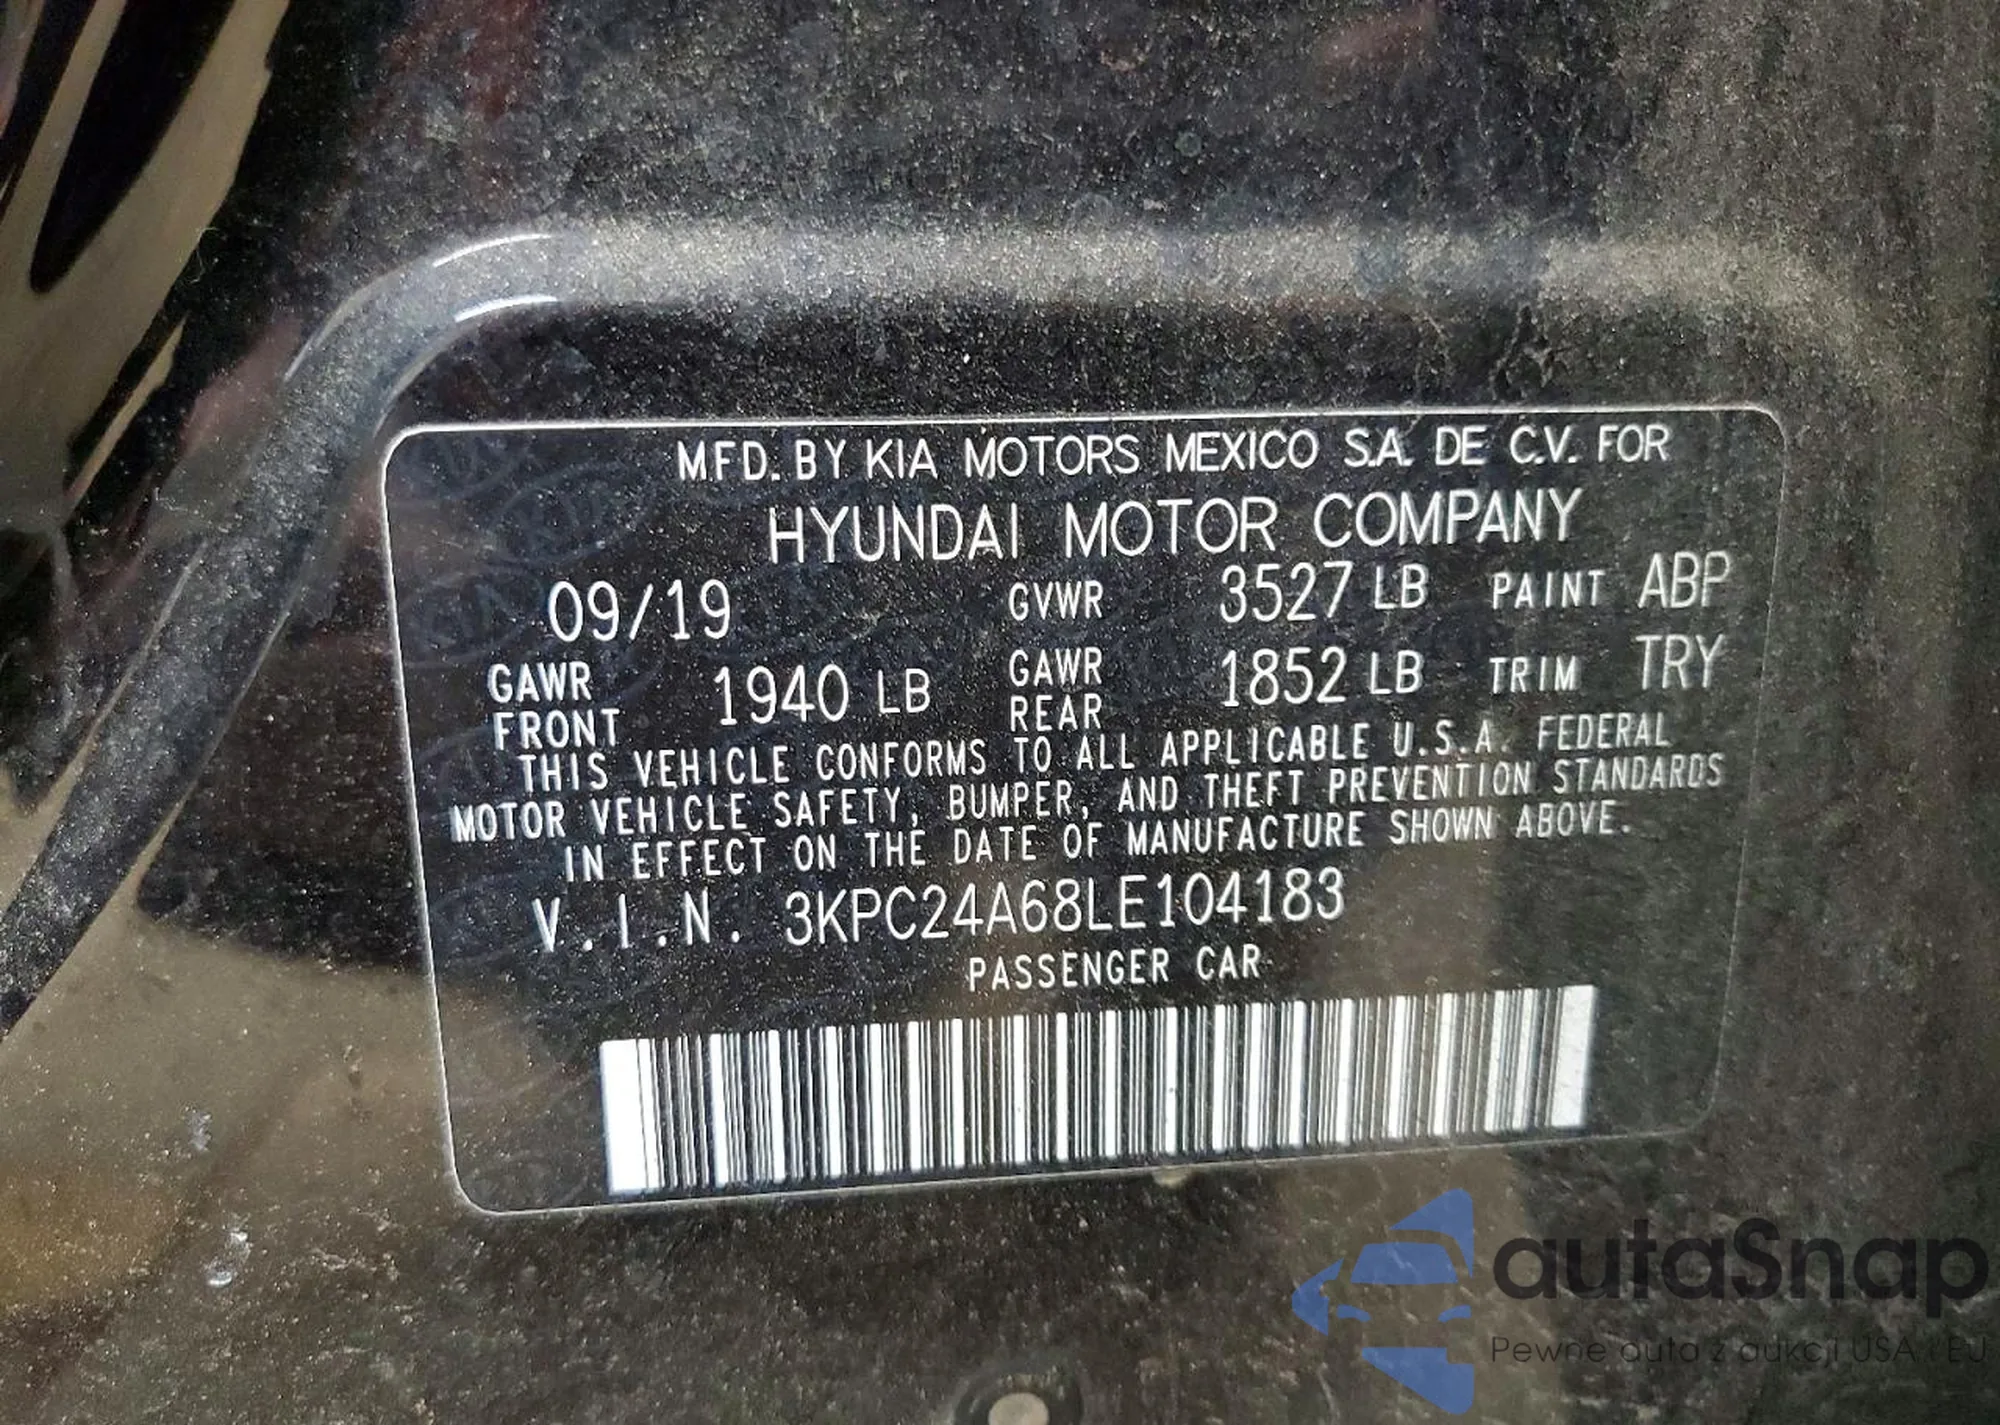 MFD. BY KIA MOTORS MEXICO S.A. DE C.V. FOR
HYUNDAI MOTOR COMPANY
09/19 GVWR 3527 LB PAINT ABP
GAWR FRONT 1940 LB GAWR REAR 1852 LB TRIM TRY
THIS VEHICLE CONFORMS TO ALL APPLICABLE U.S.A. FEDERAL
MOTOR VEHICLE SAFETY, BUMPER, AND THEFT PREVENTION STANDARDS
IN EFFECT ON THE DATE OF MANUFACTURE SHOWN ABOVE.
V.I.N. 3KPC24A68LE104183
PASSENGER CAR
autaSnap
Pewne auta z aukcji USA i EU